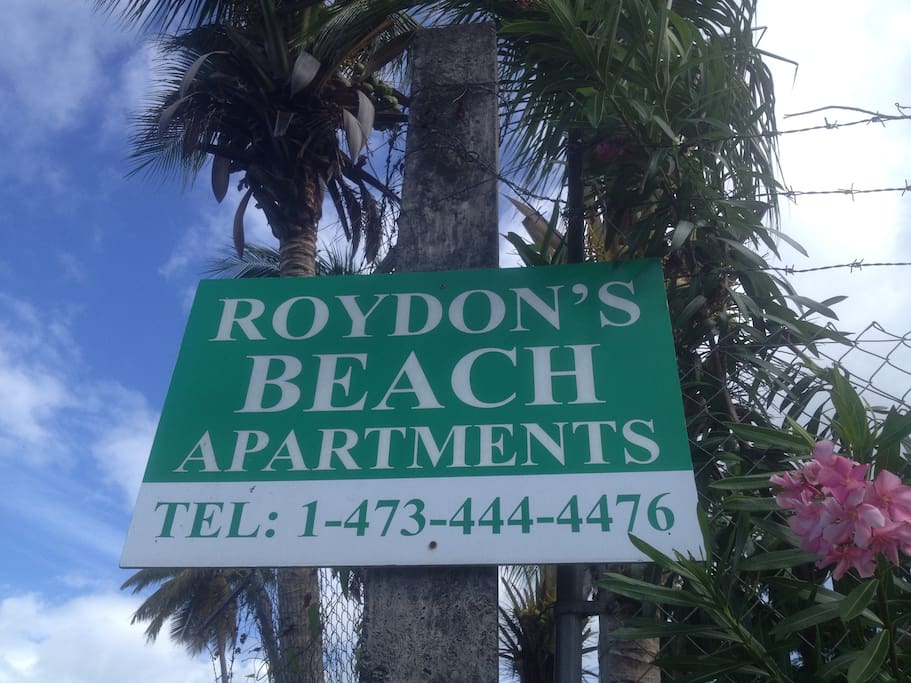 ROYDON'S
BEACH
APARTMENTS
TEL: 1-473-444-4476